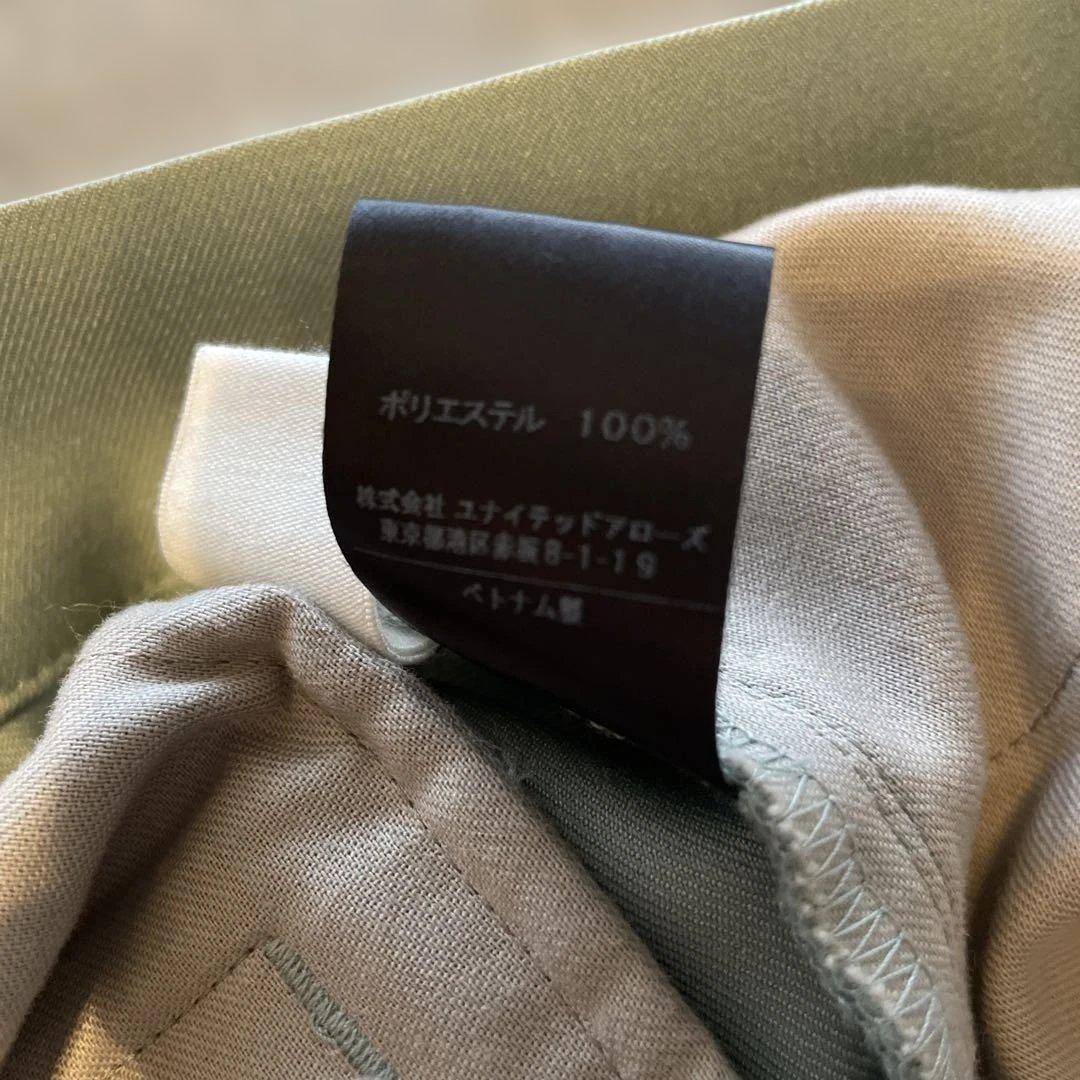 ポリエステル 100%
株式会社 ユナイテッドアローズ
東京都港区赤坂8-1-19
ベトナム製